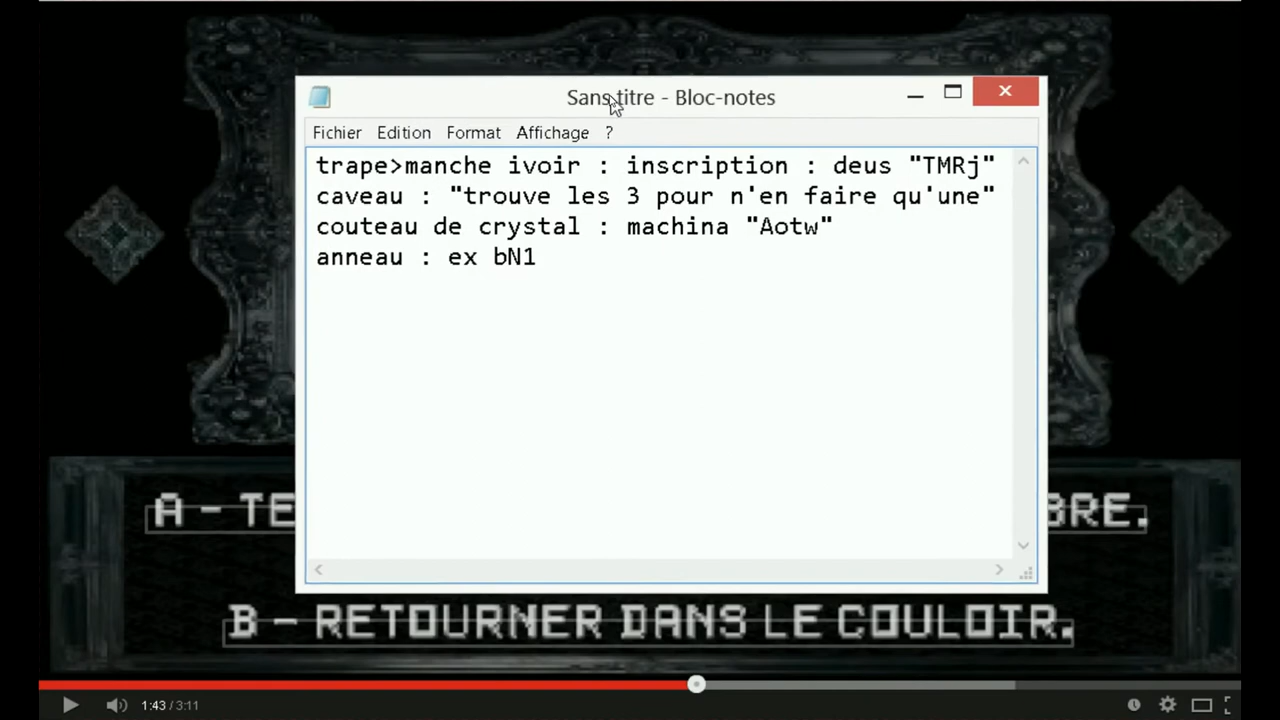 Sans titre - Bloc-notes
Fichier Edition Format Affichage ?
trape>manche ivoir : inscription : deus "TMRj"
caveau : "trouve les 3 pour n'en faire qu'une"
couteau de crystal : machina "Aotw"
anneau : ex bN1
A - TE BRE.
B - RETOURNER DANS LE COULOIR.
1:43 / 3:11